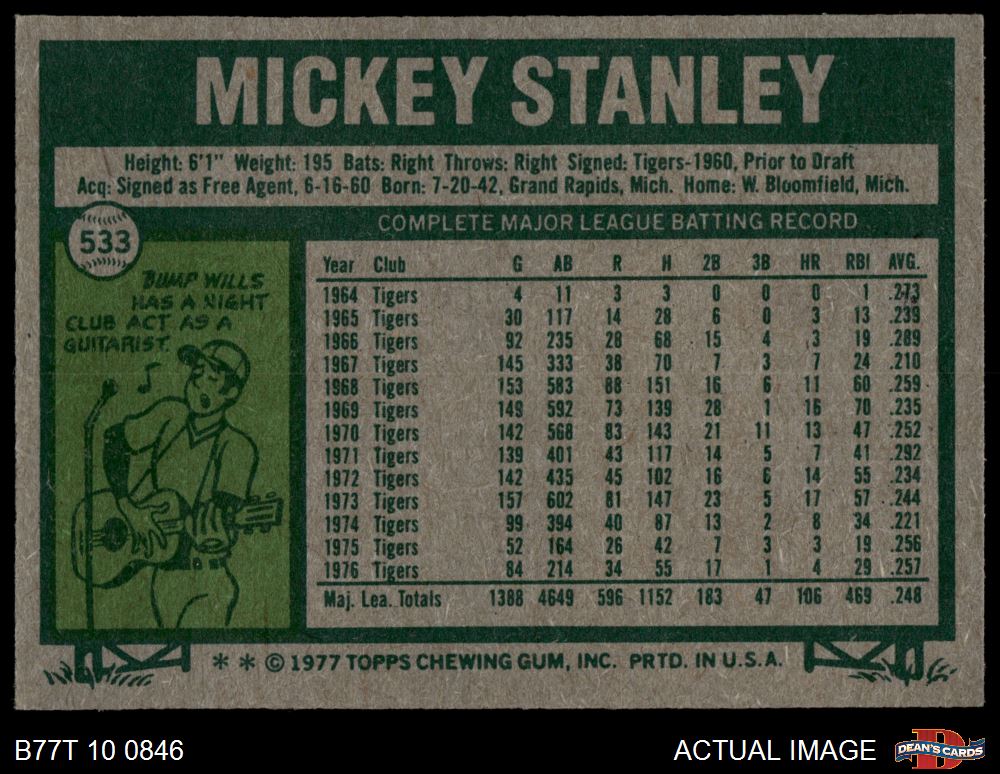 MICKEY STANLEY
Height: 6'1" Weight: 195 Bats: Right Throws: Right Signed: Tigers-1960, Prior to Draft
Acq: Signed as Free Agent, 6-16-60 Born: 7-20-42, Grand Rapids, Mich. Home: W. Bloomfield, Mich.
533
COMPLETE MAJOR LEAGUE BATTING RECORD
BUMP WILLS
HAS A NIGHT
CLUB ACT AS A
GUITARIST.
Year Club G AB R H 2B 3B HR RBI AVG.
1964 Tigers 4 11 3 3 0 0 0 1 .273
1965 Tigers 30 117 14 28 6 0 3 13 .239
1966 Tigers 92 235 28 68 15 4 3 19 .289
1967 Tigers 145 333 38 70 7 3 7 24 .210
1968 Tigers 153 583 88 151 16 6 11 60 .259
1969 Tigers 149 592 73 139 28 1 16 70 .235
1970 Tigers 142 568 83 143 21 11 13 47 .252
1971 Tigers 139 401 43 117 14 5 7 41 .292
1972 Tigers 142 435 45 102 16 6 14 55 .234
1973 Tigers 157 602 81 147 23 5 17 57 .244
1974 Tigers 99 394 40 87 13 2 8 34 .221
1975 Tigers 52 164 26 42 7 3 3 19 .256
1976 Tigers 84 214 34 55 17 1 4 29 .257
Maj. Lea. Totals 1388 4649 596 1152 183 47 106 469 .248
* * © 1977 TOPPS CHEWING GUM, INC. PRTD. IN U.S.A.
B77T 10 0846
ACTUAL IMAGE
D
DEAN'S CARDS